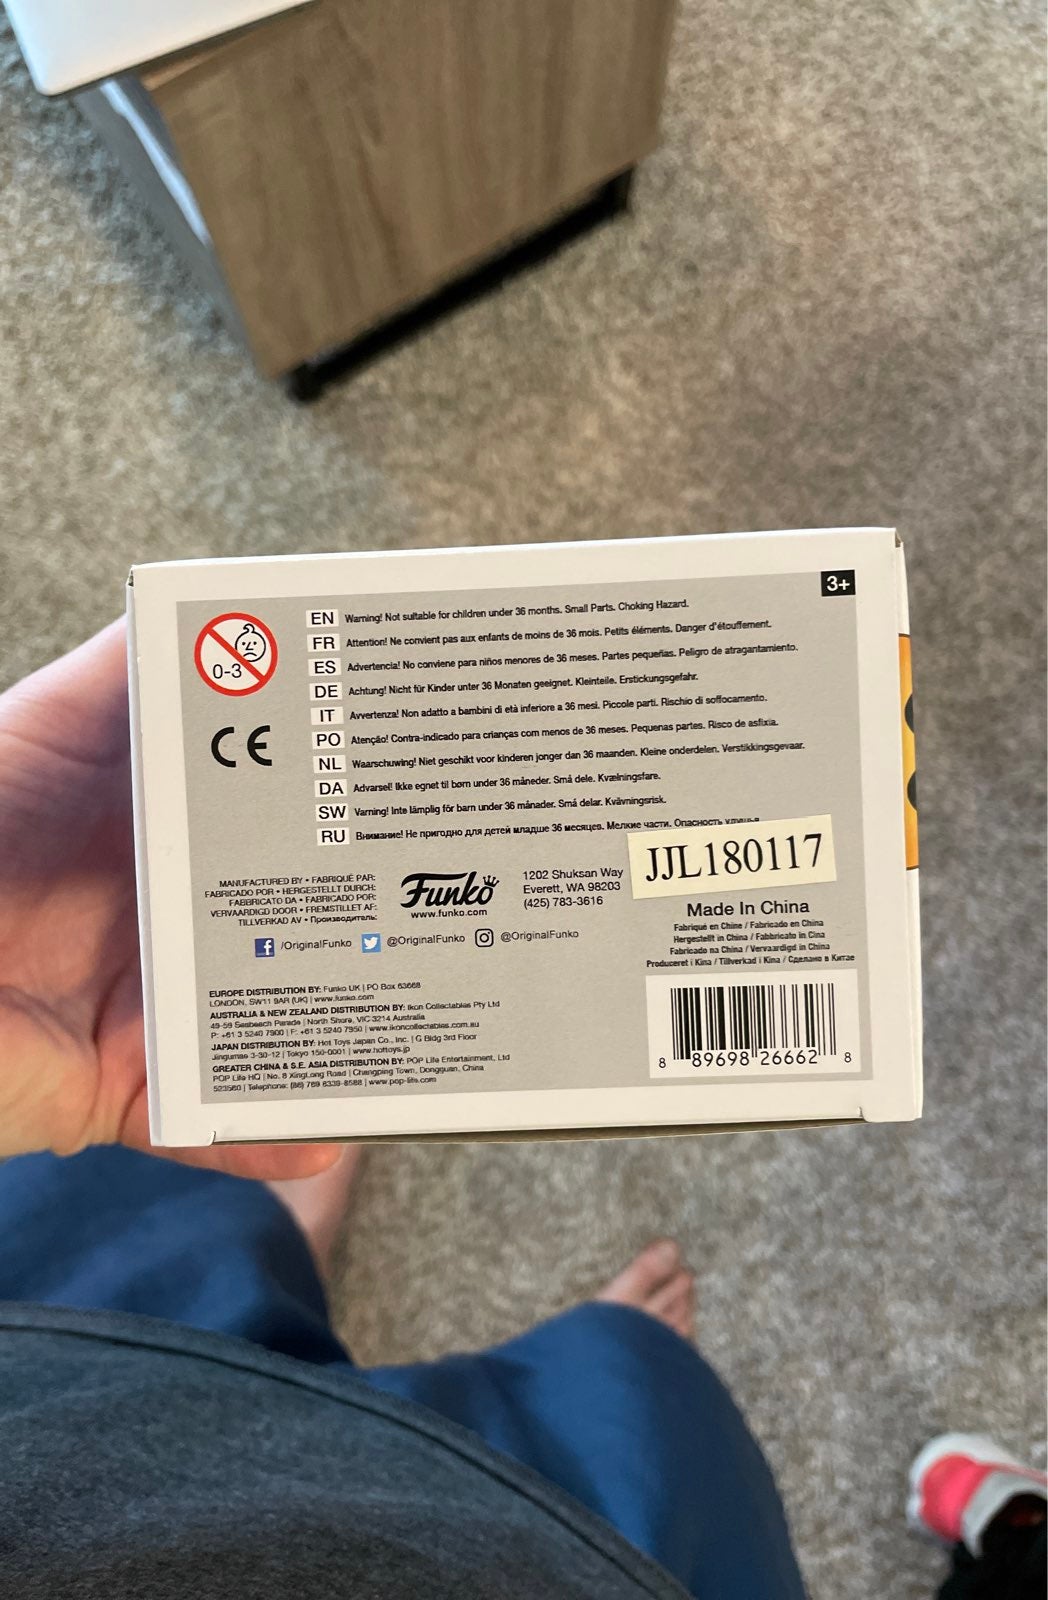 3+
0-3
EN Warning! Not suitable for children under 36 months. Small Parts. Choking Hazard.
FR Attention! Ne convient pas aux enfants de moins de 36 mois. Petits éléments. Danger d'étouffement.
ES Advertencia! No conviene para niños menores de 36 meses. Partes pequeñas. Peligro de atragantamiento.
DE Achtung! Nicht für Kinder unter 36 Monaten geeignet. Kleinteile. Erstickungsgefahr.
IT Avvertenza! Non adatto a bambini di età inferiore a 36 mesi. Piccole parti. Rischio di soffocamento.
PO Atenção! Contra-indicado para crianças com menos de 36 meses. Pequenas partes. Risco de asfixia.
NL Waarschuwing! Niet geschikt voor kinderen jonger dan 36 maanden. Kleine onderdelen. Verstikkingsgevaar.
DA Advarsel! Ikke egnet til børn under 36 måneder. Små dele. Kvælningsfare.
SW Varning! Inte lämplig för barn under 36 månader. Små delar. Kvävningsrisk.
RU Внимание! Не пригодно для детей младше 36 месяцев. Мелкие части. Опасность
CE
JJL180117
MANUFACTURED BY • FABRIQUÉ PAR:
FABRICADO POR • HERGESTELLT DURCH:
FABBRICATO DA • FABRICADO POR:
VERVAARDIGD DOOR • FREMSTILLET AF:
TILLVERKAD AV • Производитель:
Funko
www.funko.com
1202 Shuksan Way
Everett, WA 98203
(425) 783-3616
/OriginalFunko @OriginalFunko @OriginalFunko
Made In China
Fabriqué en Chine / Fabricado en China
Hergestellt in China / Fabbricato in Cina
Fabricado na China / Vervaardigd in China
Produceret i Kina / Tillverkad i Kina / Сделано в Китае
EUROPE DISTRIBUTION BY: Funko UK | PO Box 63668
LONDON, SW11 9AR (UK) | www.funko.com
AUSTRALIA & NEW ZEALAND DISTRIBUTION BY: Ikon Collectables Pty Ltd
49-59 Seabeach Parade | North Shore, VIC 3214 Australia
P: +61 3 5240 7900 | F: +61 3 5240 7950 | www.ikoncollectables.com.au
JAPAN DISTRIBUTION BY: Hot Toys Japan Co., Inc. | G Bldg 3rd Floor
Jingumae 3-30-12 | Tokyo 150-0001 | www.hottoys.jp
GREATER CHINA & S.E. ASIA DISTRIBUTION BY: POP Life Entertainment, Ltd
POP Life HQ | No. 8 XingLong Road | Changping Town, Dongguan, China
523560 | Telephone: (86) 769 8339-8588 | www.pop-life.com
8 89698 26662 8